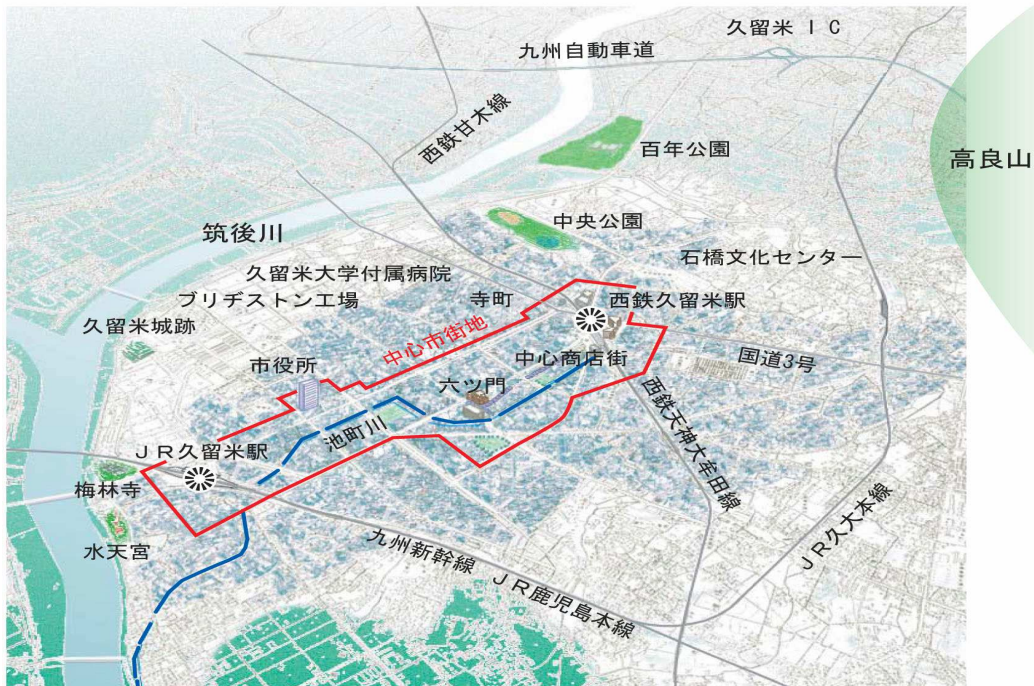 久留米 IC
九州自動車道
西鉄甘木線
百年公園
高良山
中央公園
筑後川
石橋文化センター
久留米大学付属病院
ブリヂストン工場
寺町
西鉄久留米駅
久留米城跡
中心市街地
中心商店街
国道3号
市役所
六ツ門
西鉄天神大牟田線
池町川
JR久留米駅
梅林寺
水天宮
九州新幹線
JR鹿児島本線
JR久大本線